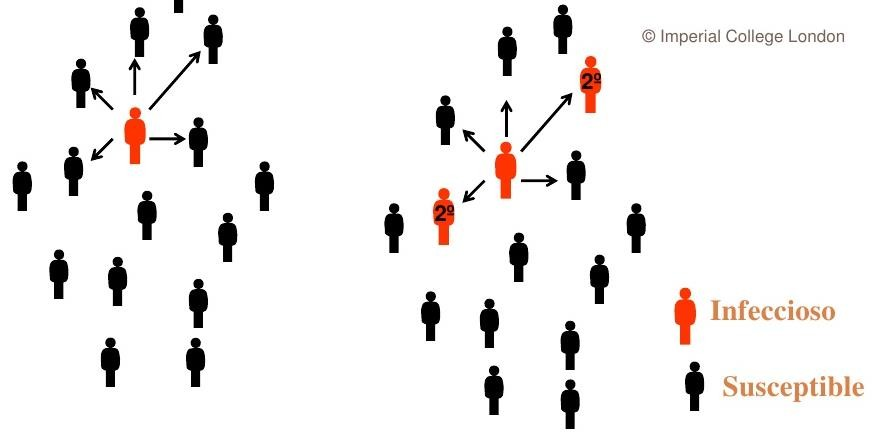 © Imperial College London
2º
2º
Infeccioso
Susceptible